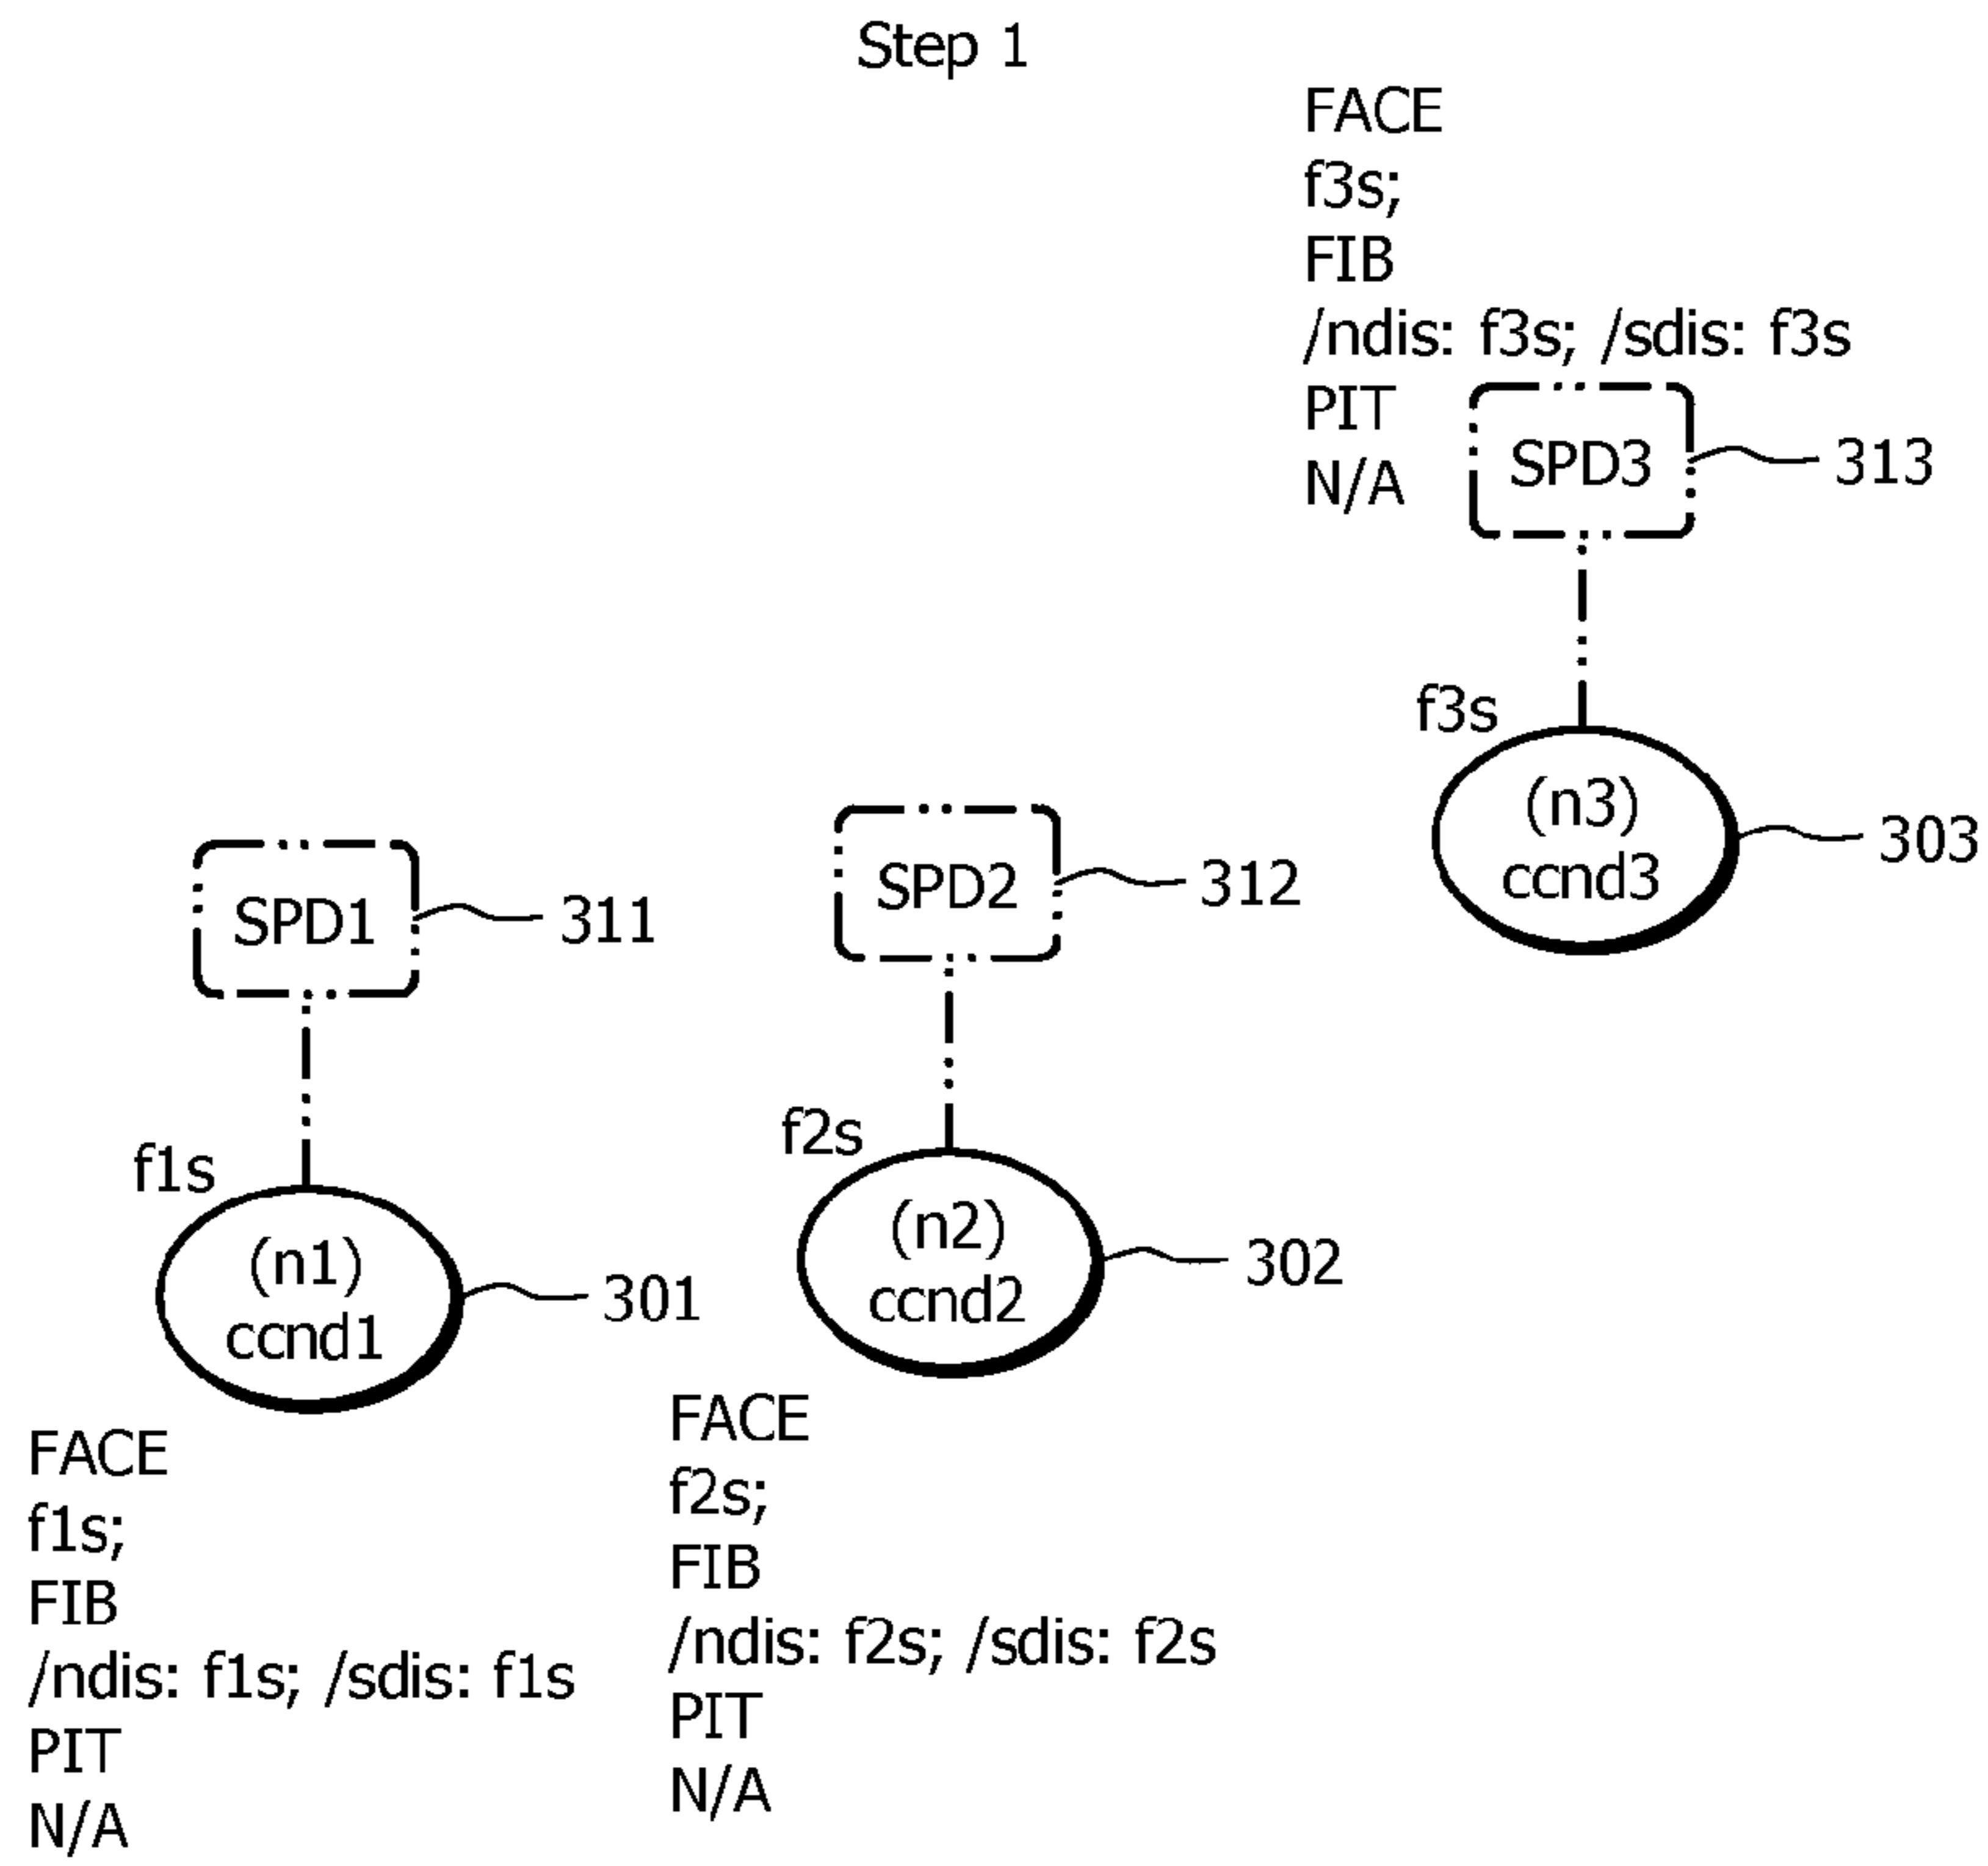 Step 1
FACE
f3s;
FIB
/ndis: f3s; /sdis: f3s
PIT
N/A
SPD3
313
f3s
(n3)
ccnd3
303
SPD1
311
f1s
(n1)
ccnd1
301
FACE
f1s;
FIB
/ndis: f1s; /sdis: f1s
PIT
N/A
SPD2
312
f2s
(n2)
ccnd2
302
FACE
f2s;
FIB
/ndis: f2s; /sdis: f2s
PIT
N/A